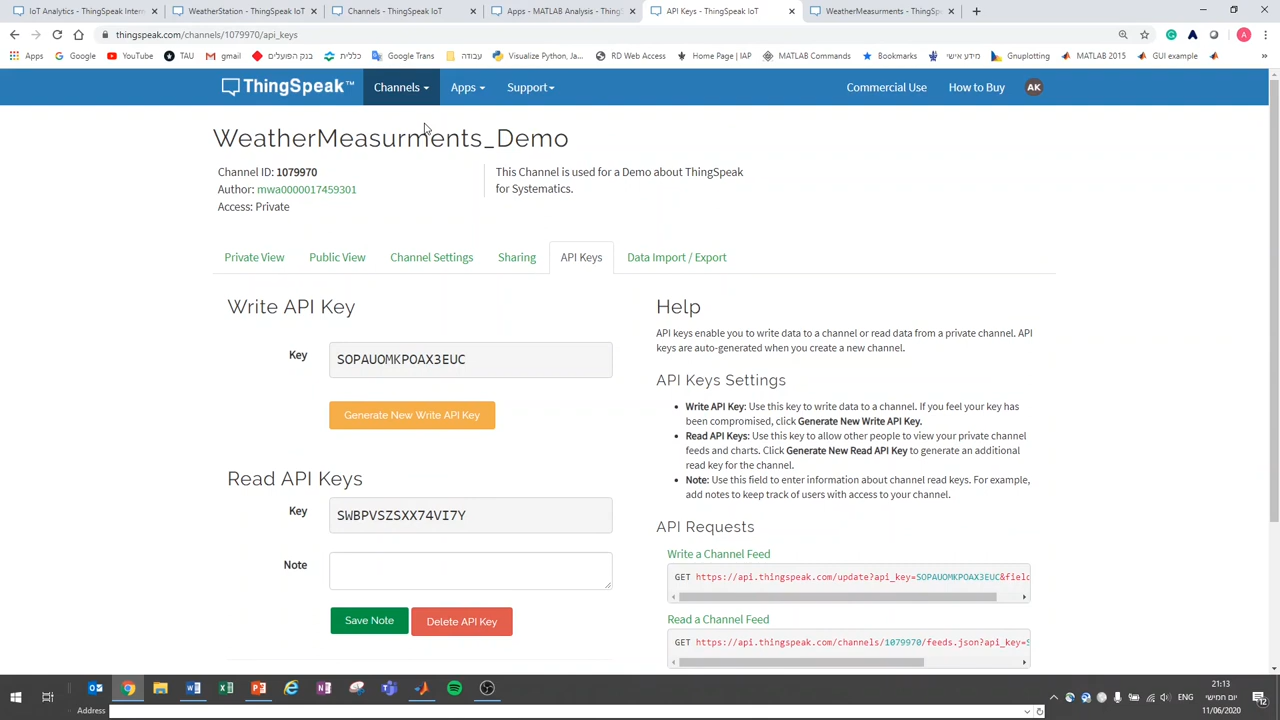 IoT Analytics - ThingSpeak Intern
WeatherStation - ThingSpeak IoT
Channels - ThingSpeak IoT
Apps - MATLAB Analysis - ThingS
API Keys - ThingSpeak IoT
WeatherMeasurments - ThingSpe
thingspeak.com/channels/1079970/api_keys
Apps
Google
YouTube
TAU
gmail
בנק הפועלים
כללית
Google Trans
עבודה
Visualize Python, Ja...
RD Web Access
Home Page | IAP
MATLAB Commands
Bookmarks
מידע אישי
Gnuplotting
MATLAB 2015
GUI example
»
ThingSpeak™
Channels
Apps
Support
Commercial Use
How to Buy
AK
WeatherMeasurments_Demo
Channel ID: 1079970
Author: mwa0000017459301
Access: Private
This Channel is used for a Demo about ThingSpeak
for Systematics.
Private View
Public View
Channel Settings
Sharing
API Keys
Data Import / Export
Write API Key
Key
SOPAUOMKPOAX3EUC
Generate New Write API Key
Read API Keys
Key
SWBPVSZSXX74VI7Y
Note
Save Note
Delete API Key
Help
API keys enable you to write data to a channel or read data from a private channel. API
keys are auto-generated when you create a new channel.
API Keys Settings
Write API Key: Use this key to write data to a channel. If you feel your key has
been compromised, click Generate New Write API Key.
Read API Keys: Use this key to allow other people to view your private channel
feeds and charts. Click Generate New Read API Key to generate an additional
read key for the channel.
Note: Use this field to enter information about channel read keys. For example,
add notes to keep track of users with access to your channel.
API Requests
Write a Channel Feed
GET https://api.thingspeak.com/update?api_key=SOPAUOMKPOAX3EUC&field
Read a Channel Feed
GET https://api.thingspeak.com/channels/1079970/feeds.json?api_key=S
ENG
21:13
יום חמישי
11/06/2020
12
Address